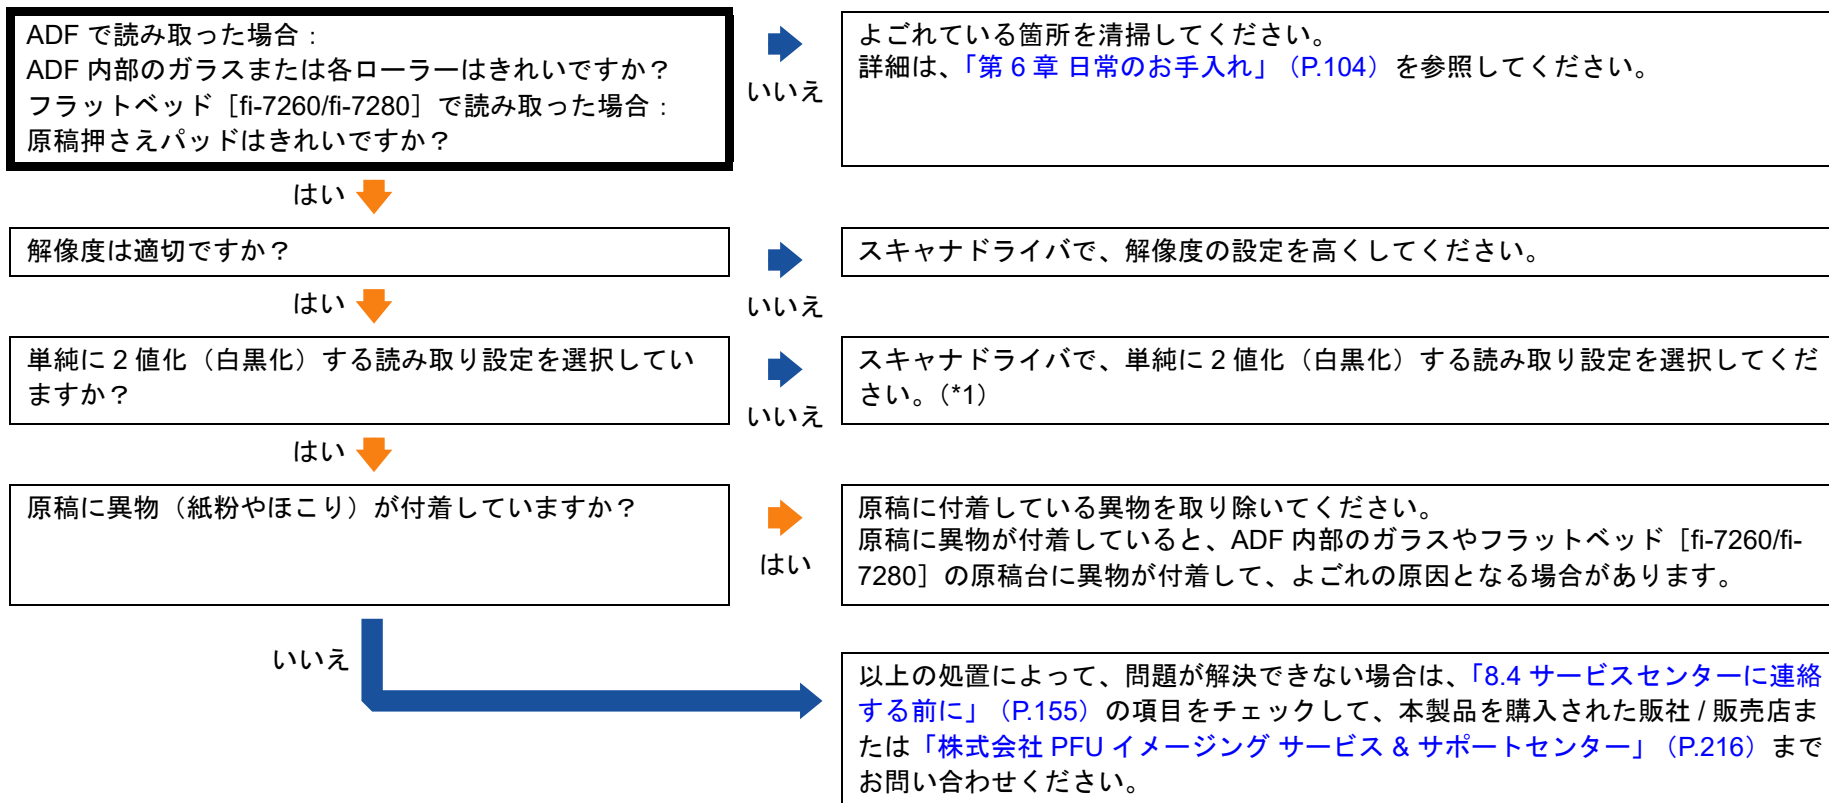 ADF で読み取った場合：
ADF 内部のガラスまたは各ローラーはきれいですか？
フラットベッド［fi-7260/fi-7280］で読み取った場合：
原稿押さえパッドはきれいですか？
いいえ
よごれている箇所を清掃してください。
詳細は、「第 6 章 日常のお手入れ」（P.104）を参照してください。
はい
解像度は適切ですか？
いいえ
スキャナドライバで、解像度の設定を高くしてください。
はい
単純に 2 値化（白黒化）する読み取り設定を選択してい
ますか？
いいえ
スキャナドライバで、単純に 2 値化（白黒化）する読み取り設定を選択してくだ
さい。（*1）
はい
原稿に異物（紙粉やほこり）が付着していますか？
はい
原稿に付着している異物を取り除いてください。
原稿に異物が付着していると、ADF 内部のガラスやフラットベッド［fi-7260/fi-
7280］の原稿台に異物が付着して、よごれの原因となる場合があります。
いいえ
以上の処置によって、問題が解決できない場合は、「8.4 サービスセンターに連絡
する前に」（P.155）の項目をチェックして、本製品を購入された販社 / 販売店ま
たは「株式会社 PFU イメージング サービス & サポートセンター」（P.216）まで
お問い合わせください。